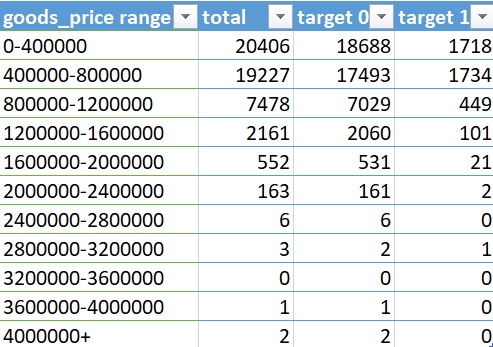 goods_price range total target 0 target 1
0-400000 20406 18688 1718
400000-800000 19227 17493 1734
800000-1200000 7478 7029 449
1200000-1600000 2161 2060 101
1600000-2000000 552 531 21
2000000-2400000 163 161 2
2400000-2800000 6 6 0
2800000-3200000 3 2 1
3200000-3600000 0 0 0
3600000-4000000 1 1 0
4000000+ 2 2 0